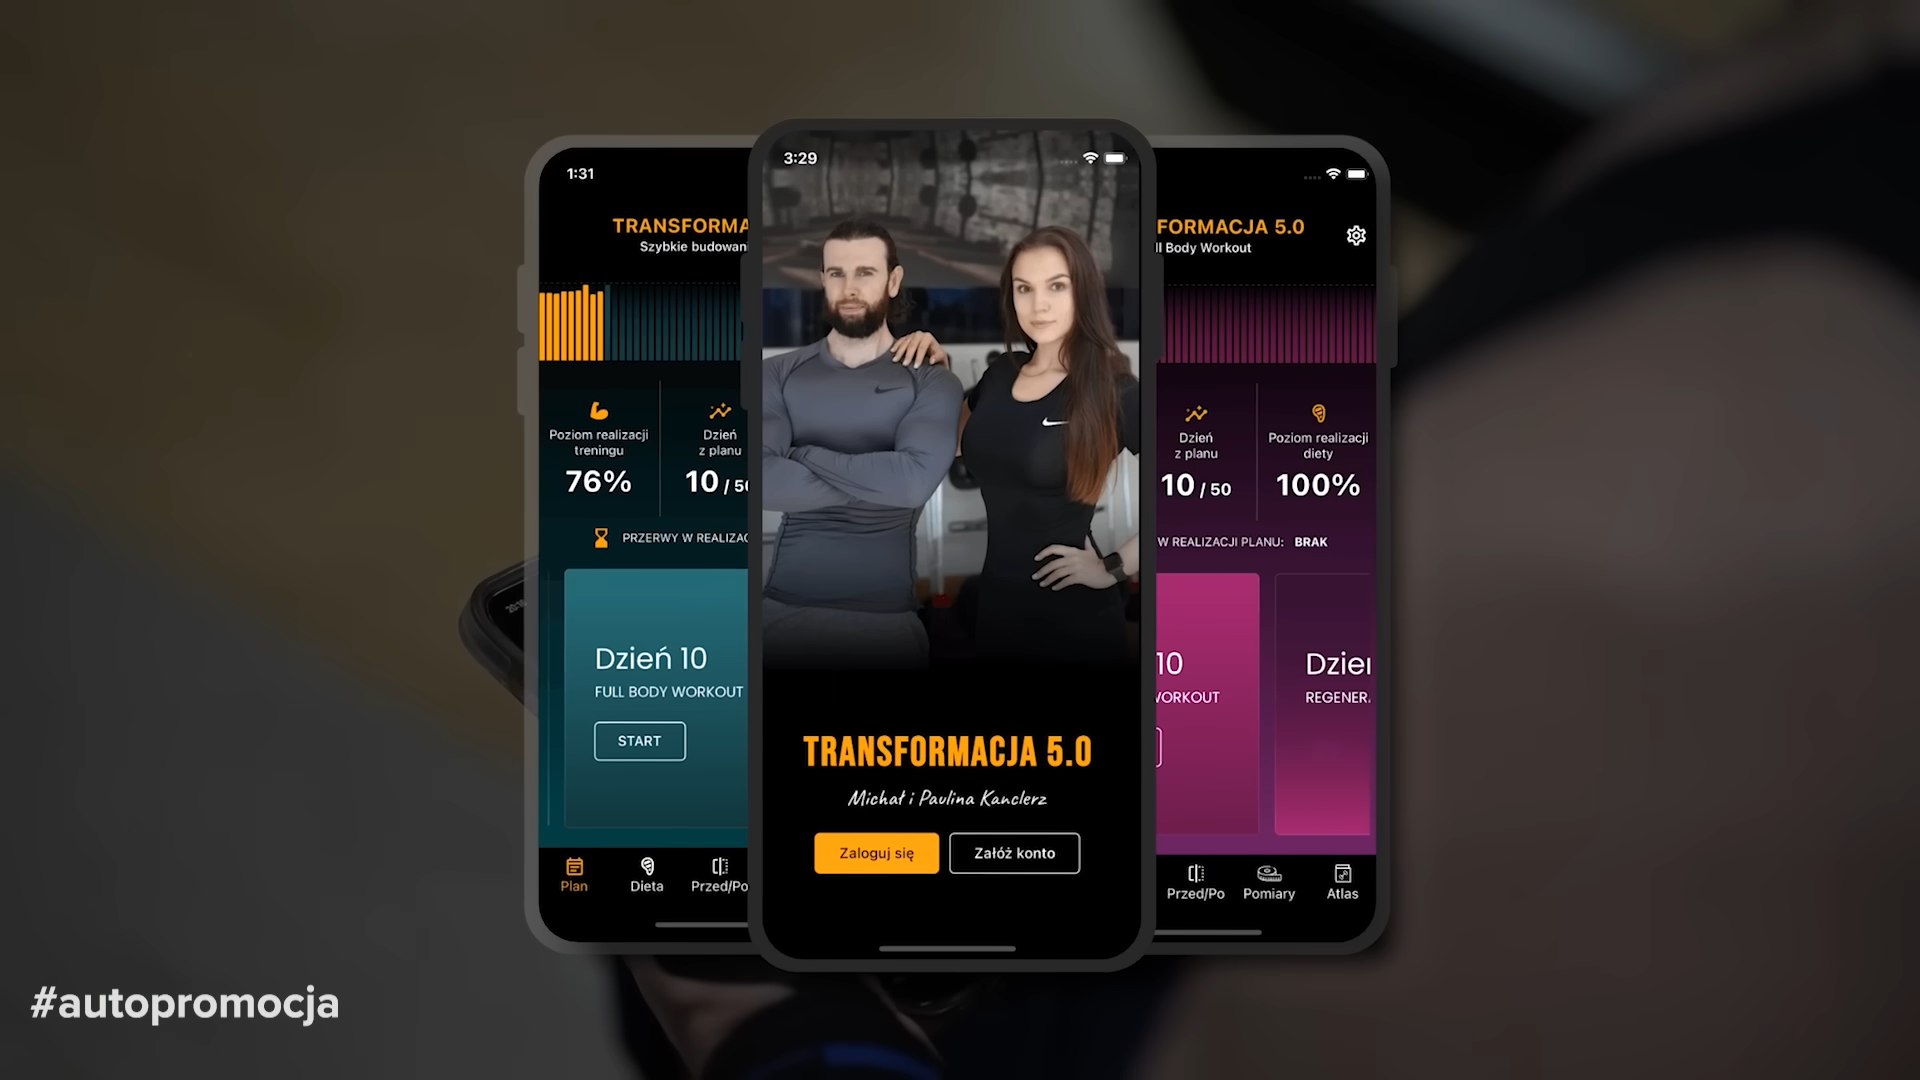 1:31
TRANSFORMA
Szybkie budowan
Poziom realizacji
treningu
76%
Dzień
z planu
10 / 50
PRZERWY W REALIZAC
Dzień 10
FULL BODY WORKOUT
START
Plan
Dieta
Przed/Po
3:29
TRANSFORMACJA 5.0
Michał i Paulina Kanclerz
Zaloguj się
Załóż konto
FORMACJA 5.0
ll Body Workout
Dzień
z planu
10 / 50
Poziom realizacji
diety
100%
W REALIZACJI PLANU: BRAK
10
WORKOUT
Dzień
REGENER
Przed/Po
Pomiary
Atlas
#autopromocja